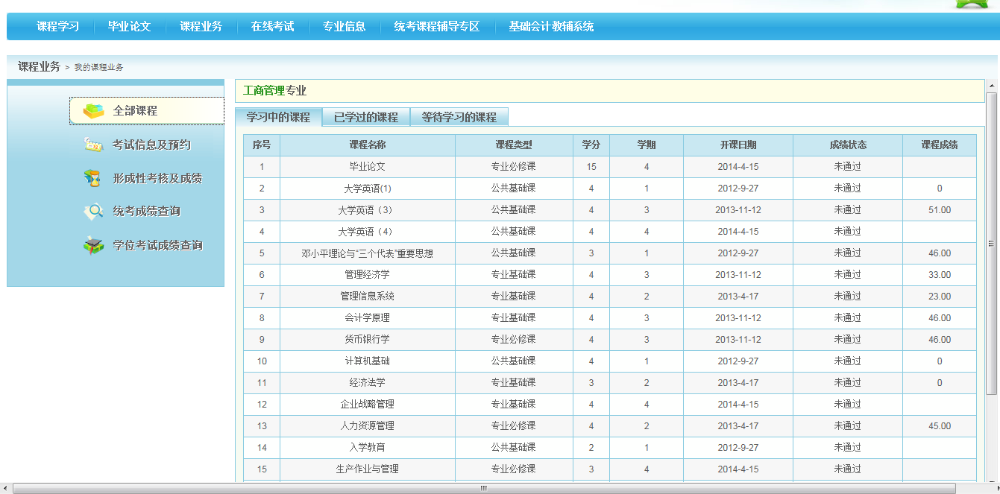 课程学习 毕业论文 课程业务 在线考试 专业信息 统考课程辅导专区 基础会计教辅系统
课程业务 > 我的课程业务
全部课程
考试信息及预约
形成性考核及成绩
统考成绩查询
学位考试成绩查询
工商管理专业
学习中的课程 已学过的课程 等待学习的课程
序号 课程名称 课程类型 学分 学期 开课日期 成绩状态 课程成绩
1 毕业论文 专业必修课 15 4 2014-4-15 未通过
2 大学英语(1) 公共基础课 4 1 2012-9-27 未通过 0
3 大学英语（3） 公共基础课 4 3 2013-11-12 未通过 51.00
4 大学英语（4） 公共基础课 4 4 2014-4-15 未通过
5 邓小平理论与“三个代表”重要思想 公共基础课 3 1 2012-9-27 未通过 46.00
6 管理经济学 专业基础课 4 3 2013-11-12 未通过 33.00
7 管理信息系统 专业基础课 4 2 2013-4-17 未通过 23.00
8 会计学原理 专业基础课 4 3 2013-11-12 未通过 46.00
9 货币银行学 专业必修课 4 3 2013-11-12 未通过 46.00
10 计算机基础 公共基础课 4 1 2012-9-27 未通过 0
11 经济法学 专业基础课 3 2 2013-4-17 未通过 0
12 企业战略管理 专业基础课 4 4 2014-4-15 未通过
13 人力资源管理 专业必修课 4 2 2013-4-17 未通过 45.00
14 入学教育 公共基础课 2 1 2012-9-27 未通过
15 生产作业与管理 专业必修课 3 4 2014-4-15 未通过